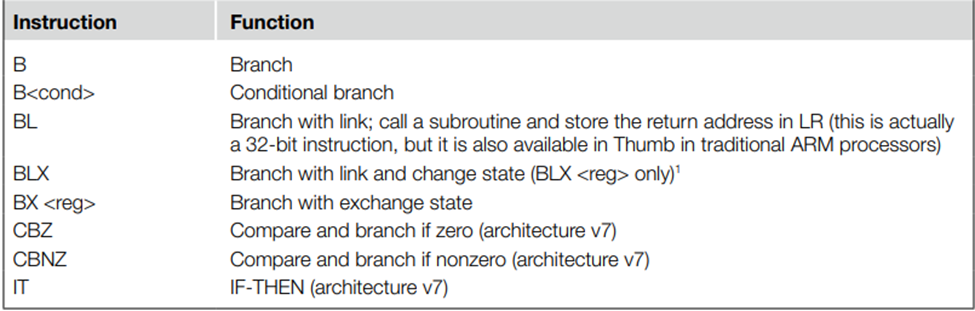 Instruction Function
B Branch
B<cond> Conditional branch
BL Branch with link; call a subroutine and store the return address in LR (this is actually
a 32-bit instruction, but it is also available in Thumb in traditional ARM processors)
BLX Branch with link and change state (BLX <reg> only)¹
BX <reg> Branch with exchange state
CBZ Compare and branch if zero (architecture v7)
CBNZ Compare and branch if nonzero (architecture v7)
IT IF-THEN (architecture v7)